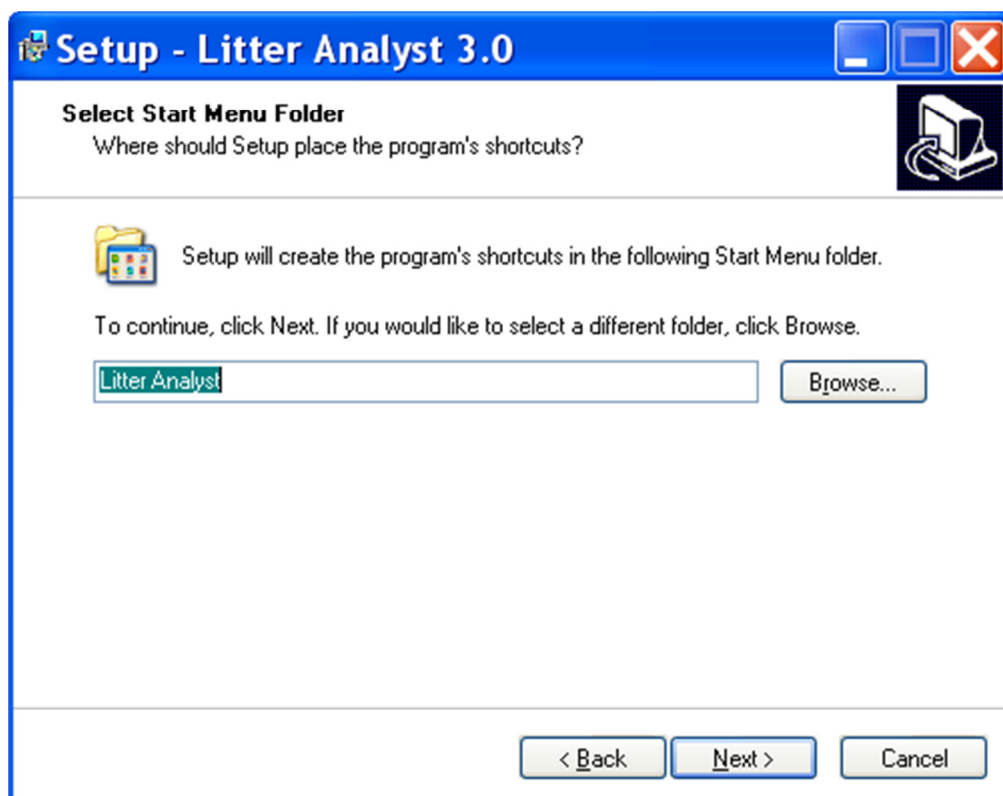 Setup - Litter Analyst 3.0
Select Start Menu Folder
Where should Setup place the program's shortcuts?
Setup will create the program's shortcuts in the following Start Menu folder.
To continue, click Next. If you would like to select a different folder, click Browse.
Litter Analyst
Browse...
< Back
Next >
Cancel